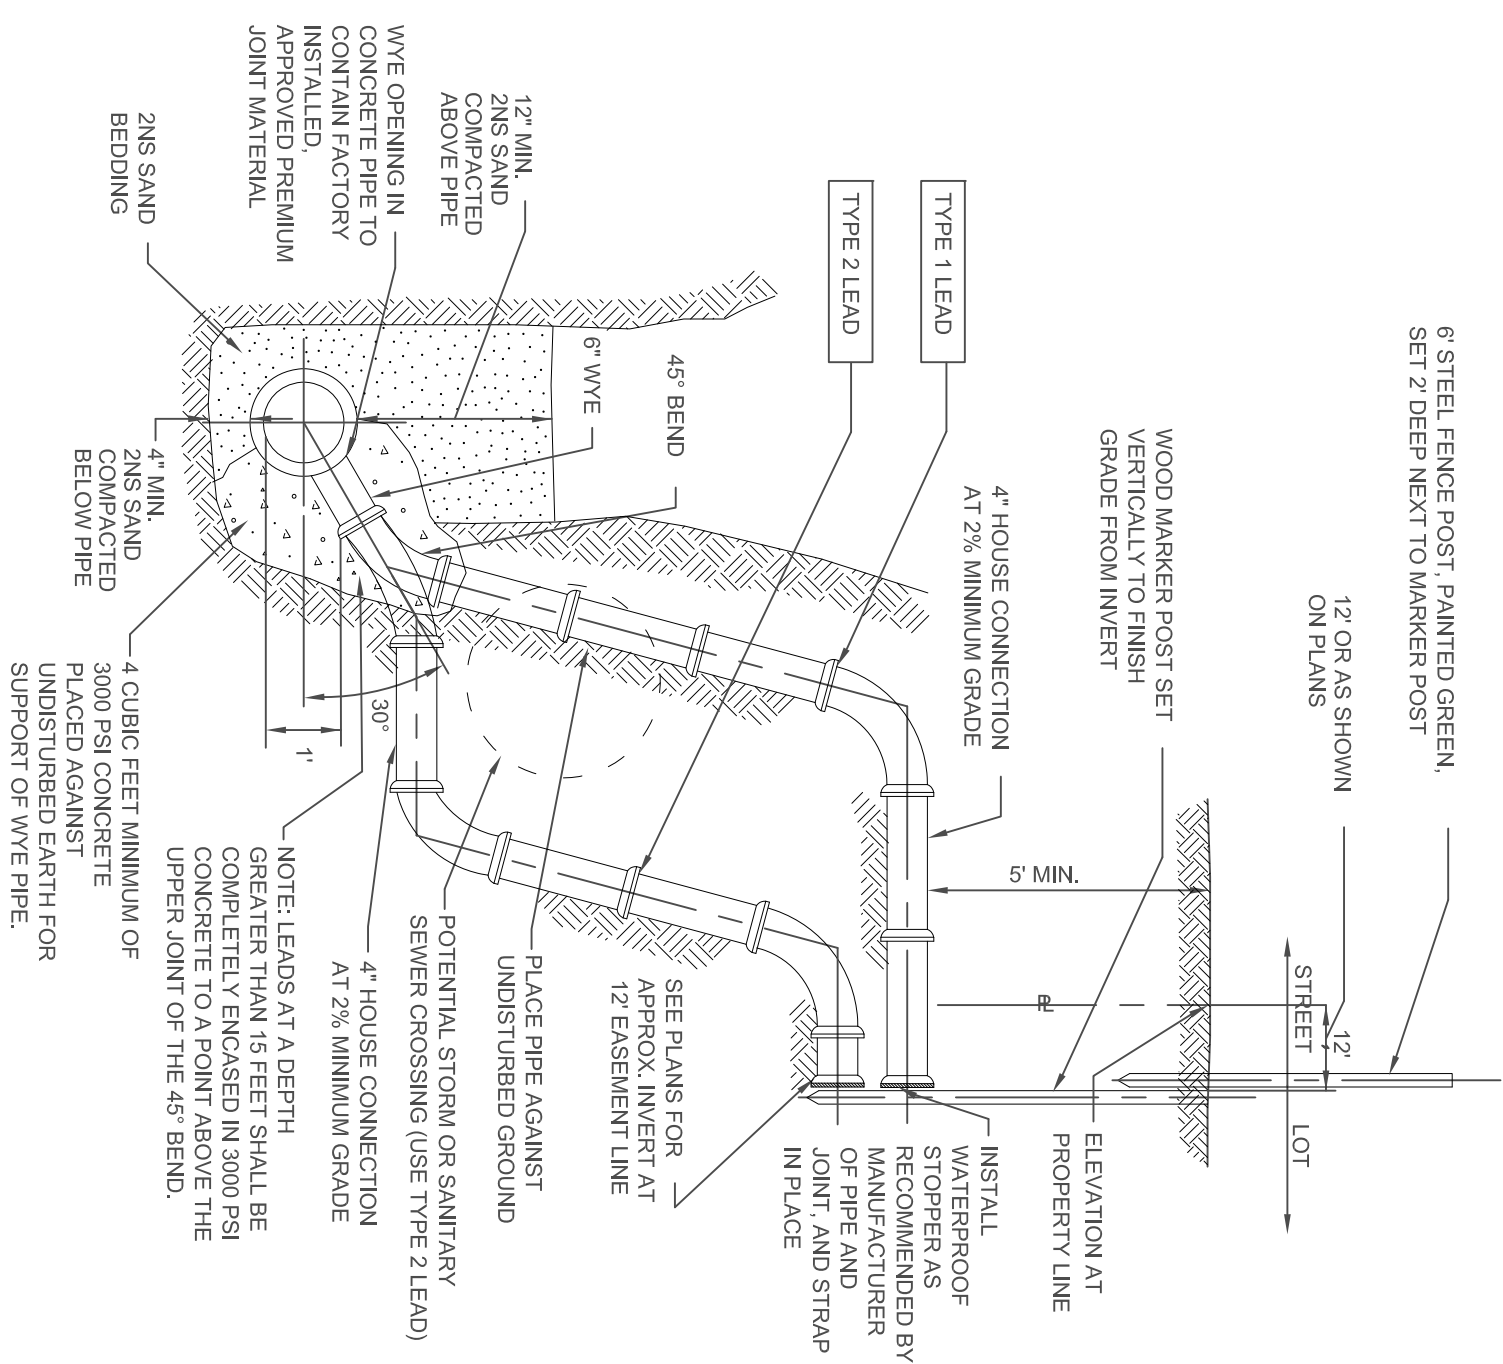 6' STEEL FENCE POST, PAINTED GREEN,
SET 2' DEEP NEXT TO MARKER POST
12' OR AS SHOWN
ON PLANS
12'
STREET
LOT
WOOD MARKER POST SET
VERTICALLY TO FINISH
GRADE FROM INVERT
5' MIN.
PL
ELEVATION AT
PROPERTY LINE
4" HOUSE CONNECTION
AT 2% MINIMUM GRADE
INSTALL
WATERPROOF
STOPPER AS
RECOMMENDED BY
MANUFACTURER
OF PIPE AND
JOINT, AND STRAP
IN PLACE
TYPE 1 LEAD
TYPE 2 LEAD
SEE PLANS FOR
APPROX. INVERT AT
12' EASEMENT LINE
45° BEND
6" WYE
PLACE PIPE AGAINST
UNDISTURBED GROUND
12" MIN.
2NS SAND
COMPACTED
ABOVE PIPE
POTENTIAL STORM OR SANITARY
SEWER CROSSING (USE TYPE 2 LEAD)
WYE OPENING IN
CONCRETE PIPE TO
CONTAIN FACTORY
INSTALLED,
APPROVED PREMIUM
JOINT MATERIAL
30°
1'
4" HOUSE CONNECTION
AT 2% MINIMUM GRADE
NOTE: LEADS AT A DEPTH
GREATER THAN 15 FEET SHALL BE
COMPLETELY ENCASED IN 3000 PSI
CONCRETE TO A POINT ABOVE THE
UPPER JOINT OF THE 45° BEND.
2NS SAND
BEDDING
4" MIN.
2NS SAND
COMPACTED
BELOW PIPE
4 CUBIC FEET MINIMUM OF
3000 PSI CONCRETE
PLACED AGAINST
UNDISTURBED EARTH FOR
SUPPORT OF WYE PIPE.